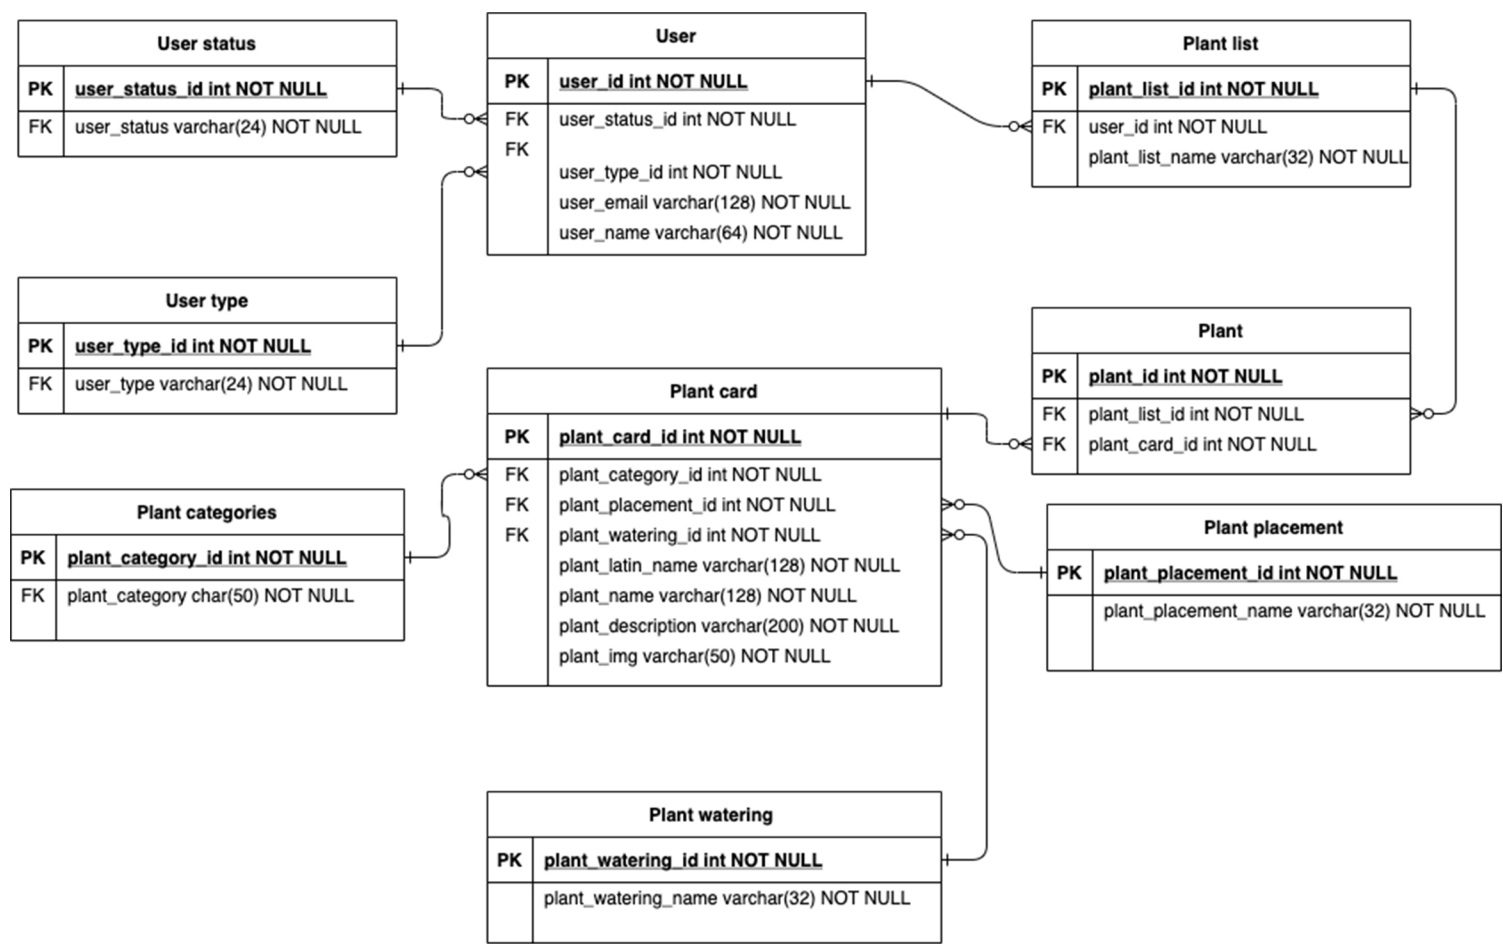 User status
PK user_status_id int NOT NULL
FK user_status varchar(24) NOT NULL
User
PK user_id int NOT NULL
FK user_status_id int NOT NULL
FK
user_type_id int NOT NULL
user_email varchar(128) NOT NULL
user_name varchar(64) NOT NULL
Plant list
PK plant_list_id int NOT NULL
FK user_id int NOT NULL
plant_list_name varchar(32) NOT NULL
User type
PK user_type_id int NOT NULL
FK user_type varchar(24) NOT NULL
Plant card
PK plant_card_id int NOT NULL
FK plant_category_id int NOT NULL
FK plant_placement_id int NOT NULL
FK plant_watering_id int NOT NULL
plant_latin_name varchar(128) NOT NULL
plant_name varchar(128) NOT NULL
plant_description varchar(200) NOT NULL
plant_img varchar(50) NOT NULL
Plant
PK plant_id int NOT NULL
FK plant_list_id int NOT NULL
FK plant_card_id int NOT NULL
Plant categories
PK plant_category_id int NOT NULL
FK plant_category char(50) NOT NULL
Plant placement
PK plant_placement_id int NOT NULL
plant_placement_name varchar(32) NOT NULL
Plant watering
PK plant_watering_id int NOT NULL
plant_watering_name varchar(32) NOT NULL